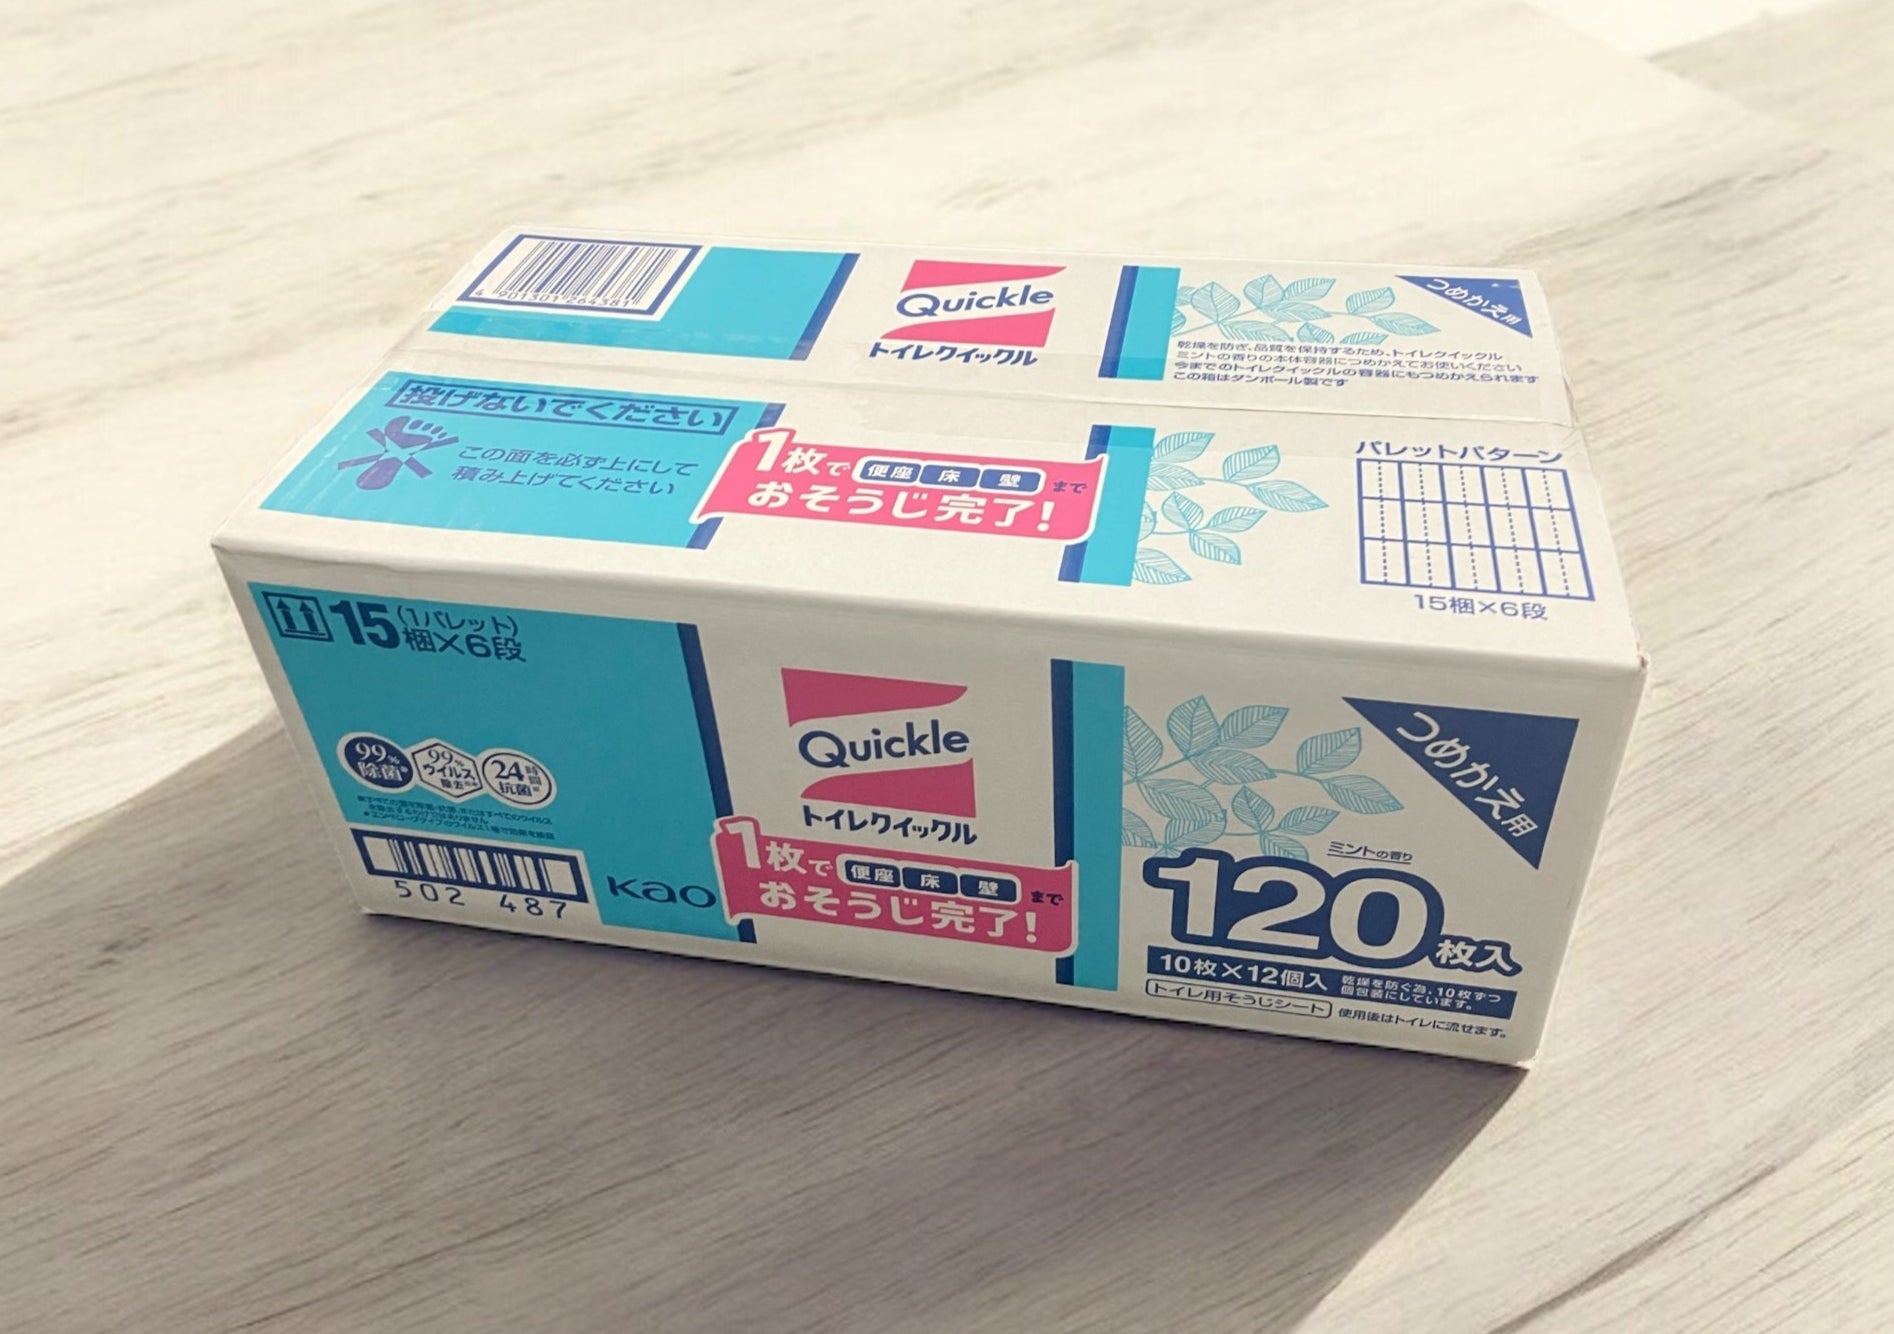 4 901301 264381
Quickle
トイレクイックル
つめかえ用
乾燥を防ぎ、品質を保持するため、トイレクイックル
ミントの香りの本体容器につめかえてお使いください
今までのトイレクイックルの容器にもつめかえられます
この箱はダンボール製です
投げないでください
この面を必ず上にして
積み上げてください
1枚で 便座 床 壁 まで
おそうじ完了!
パレットパターン
15梱×6段
15(1パレット)
梱×6段
99%
除菌※
99%
ウイルス
除去
24時間
抗菌
502 487
Kao
Quickle
トイレクイックル
1枚で 便座 床 壁 まで
おそうじ完了!
つめかえ用
ミントの香り
120枚入
10枚×12個入
乾燥を防ぐ為、10枚ずつ
個包装にしています。
トイレ用そうじシート
使用後はトイレに流せます。